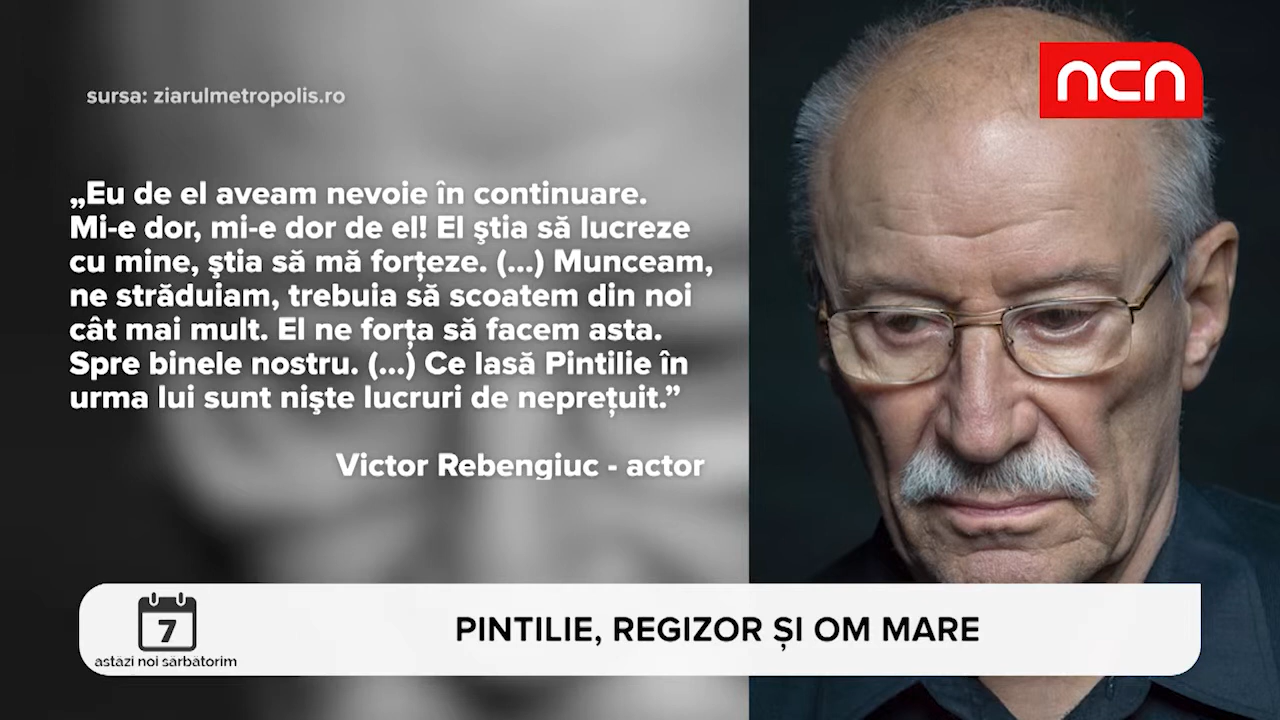 ncn
sursa: ziarulmetropolis.ro
„Eu de el aveam nevoie în continuare.
Mi-e dor, mi-e dor de el! El ştia să lucreze
cu mine, ştia să mă forțeze. (...) Munceam,
ne străduiam, trebuia să scoatem din noi
cât mai mult. El ne forța să facem asta.
Spre binele nostru. (...) Ce lasă Pintilie în
urma lui sunt nişte lucruri de neprețuit.”
Victor Rebengiuc - actor
7
astăzi noi sărbătorim
PINTILIE, REGIZOR ȘI OM MARE